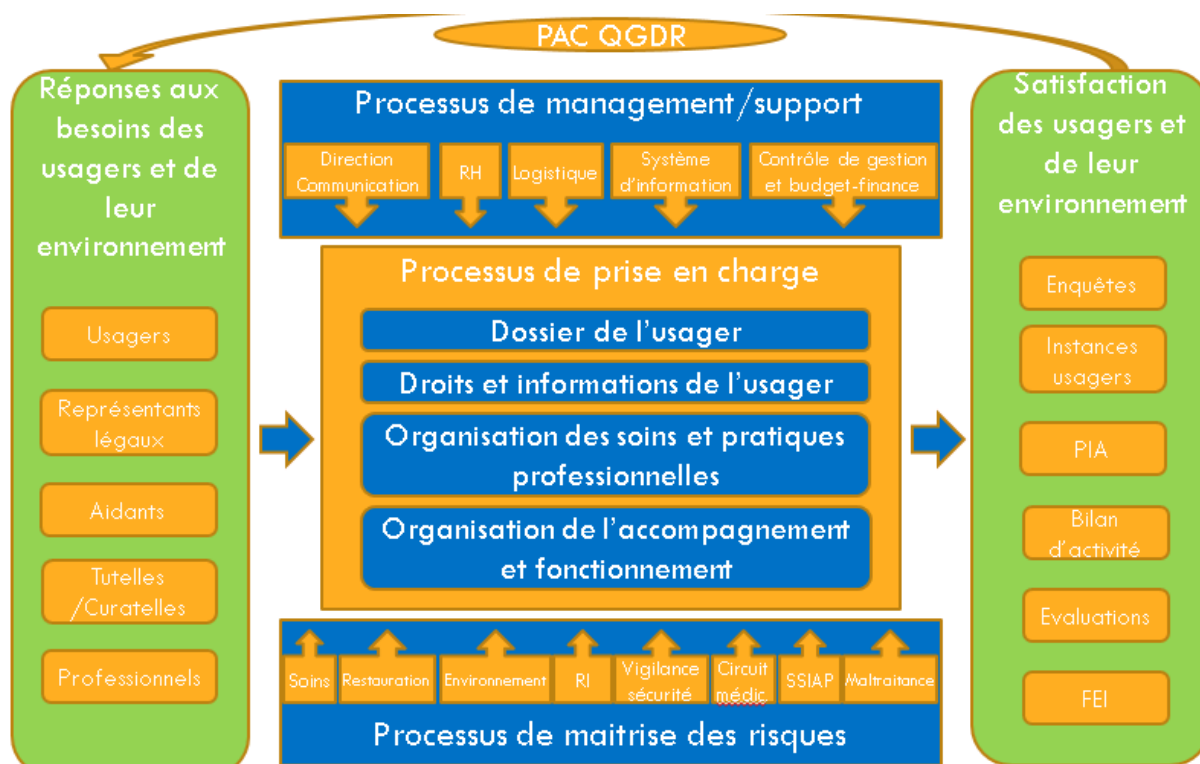 PAC QGDR
Réponses aux
besoins des
usagers et de
leur
environnement
Usagers
Représentants
légaux
Aidants
Tutelles
/Curatelles
Professionnels
Processus de management/support
Direction
Communication
RH
Logistique
Système
d'information
Contrôle de gestion
et budget-finance
Processus de prise en charge
Dossier de l'usager
Droits et informations de l'usager
Organisation des soins et pratiques
professionnelles
Organisation de l'accompagnement
et fonctionnement
Soins
Restauration
Environnement
RI
Vigilance
sécurité
Circuit
médic.
SSIAP
Maltraitance
Processus de maitrise des risques
Satisfaction
des usagers et
de leur
environnement
Enquêtes
Instances
usagers
PIA
Bilan
d'activité
Evaluations
FEI